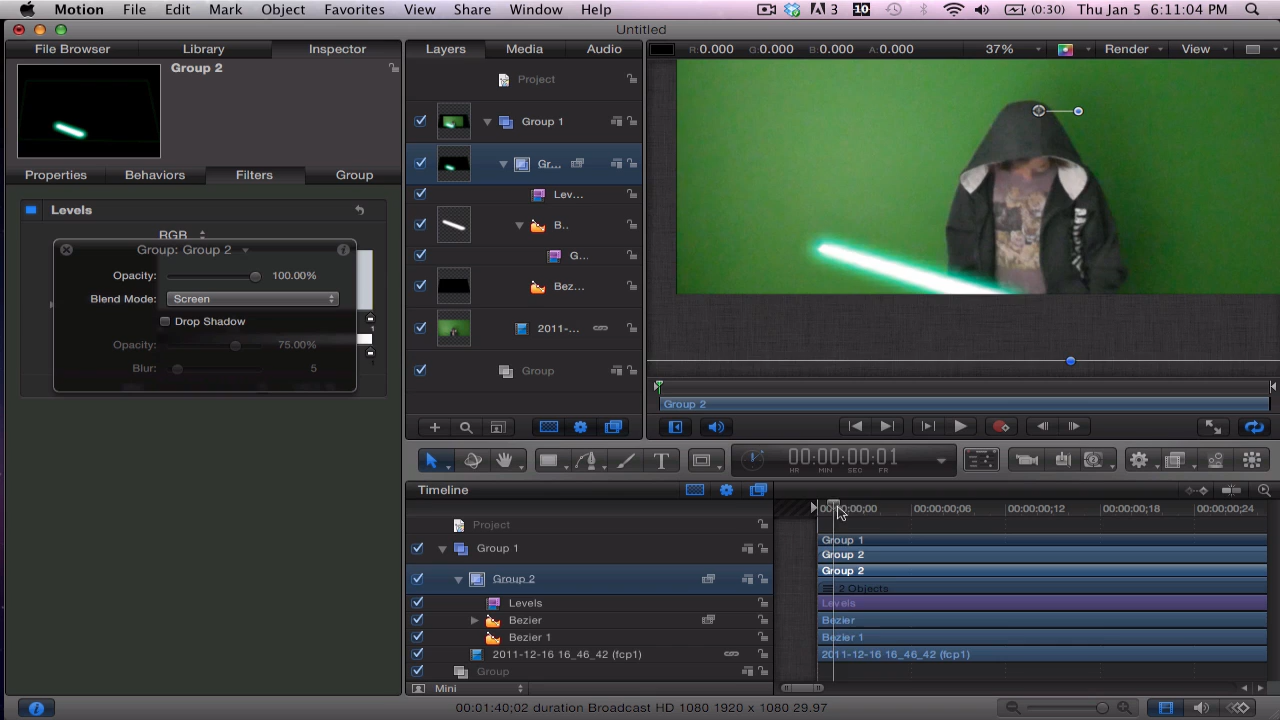 Motion File Edit Mark Object Favorites View Share Window Help 3 10 (0:30) Thu Jan 5 6:11:04 PM
Untitled
File Browser Library Inspector Layers Media Audio R:0.000 G:0.000 B:0.000 A:0.000 37% Render View
Group 2
Project
Group 1
Gr...
Properties Behaviors Filters Group
Lev...
Levels
B..
RGB
Group: Group 2
G...
Opacity: 100.00%
Bez...
Blend Mode: Screen
Drop Shadow
2011-...
Opacity: 75.00%
Blur: 5
Group
Group 2
00:00:00:01
HR MIN SEC FR
Timeline
00:00:00;00 00:00:00;06 00:00:00;12 00:00:00;18 00:00:00;24
Project
Group 1 Group 1
Group 2
Group 2 Group 2
2 Objects
Levels Levels
Bezier Bezier
Bezier 1 Bezier 1
2011-12-16 16_46_42 (fcp1) 2011-12-16 16_46_42 (fcp1)
Group
Mini
00:01:40;02 duration Broadcast HD 1080 1920 x 1080 29.97